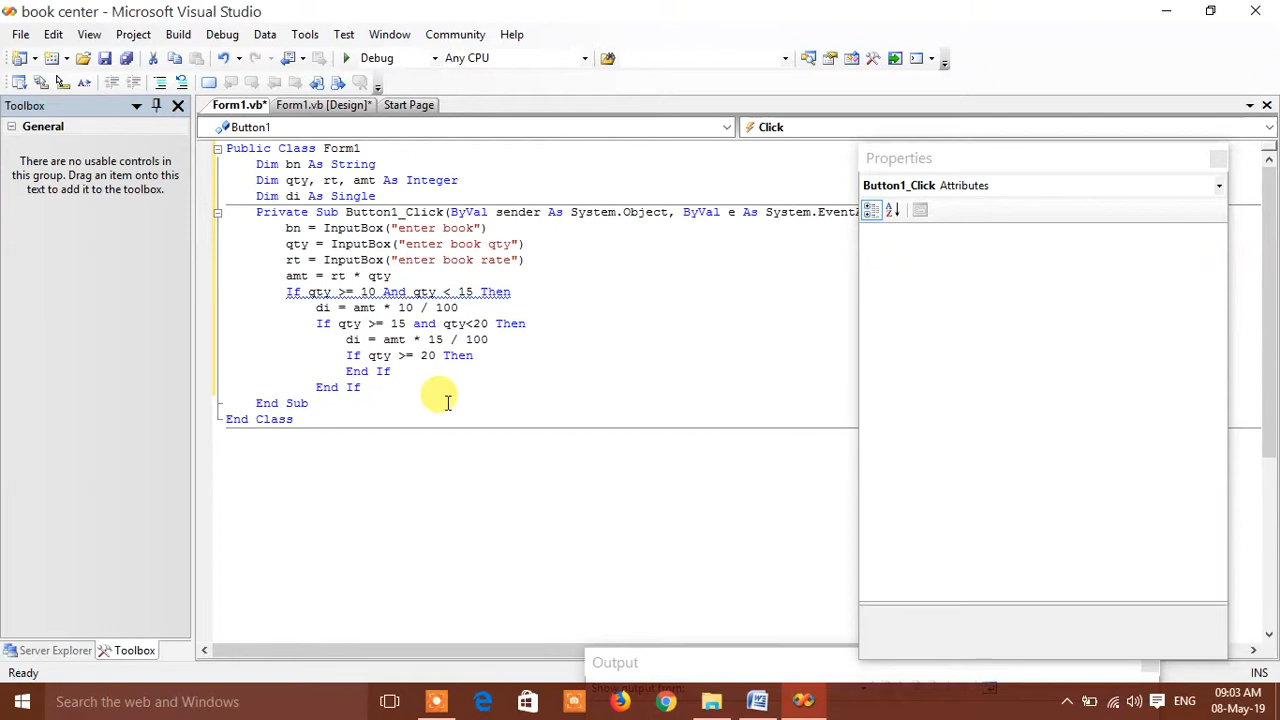 book center - Microsoft Visual Studio
File Edit View Project Build Debug Data Tools Test Window Community Help
Debug Any CPU
Toolbox
Form1.vb* Form1.vb [Design]* Start Page
General
Button1 Click
There are no usable controls in
this group. Drag an item onto this
text to add it to the toolbox.
Public Class Form1
Dim bn As String
Dim qty, rt, amt As Integer
Dim di As Single
Private Sub Button1_Click(ByVal sender As System.Object, ByVal e As System.EventA
bn = InputBox("enter book")
qty = InputBox("enter book qty")
rt = InputBox("enter book rate")
amt = rt * qty
If qty >= 10 And qty < 15 Then
di = amt * 10 / 100
If qty >= 15 and qty<20 Then
di = amt * 15 / 100
If qty >= 20 Then
End If
End If
End Sub
End Class
Properties
Button1_Click Attributes
Server Explorer Toolbox
Output
Show output from:
Ready INS
Search the web and Windows
ENG
09:03 AM
08-May-19